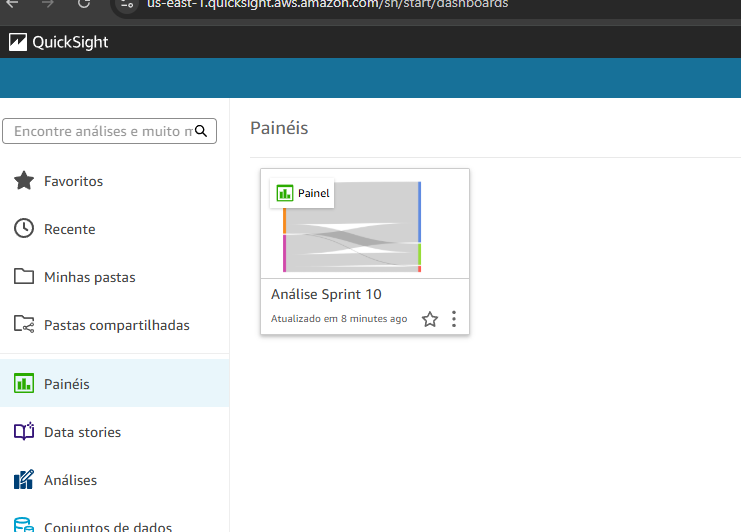 us-east-1.quicksight.aws.amazon.com/sn/start/dashboards
QuickSight
Encontre análises e muito m
Painéis
Favoritos
Recente
Minhas pastas
Pastas compartilhadas
Painéis
Data stories
Análises
Conjuntos de dados
Painel
Análise Sprint 10
Atualizado em 8 minutes ago